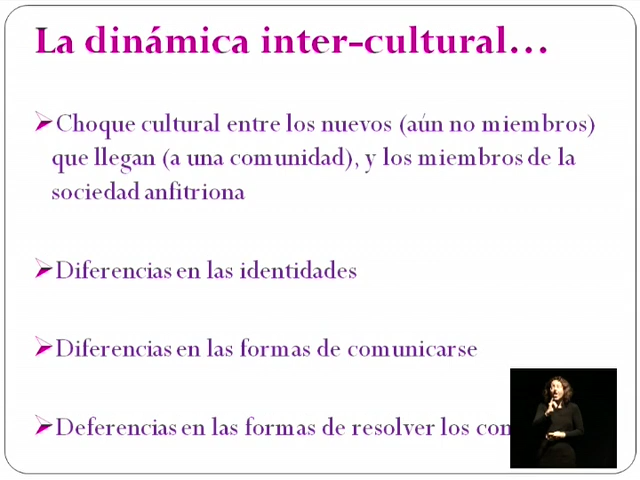 La dinámica inter-cultural...
Choque cultural entre los nuevos (aún no miembros)
que llegan (a una comunidad), y los miembros de la
sociedad anfitriona
Diferencias en las identidades
Diferencias en las formas de comunicarse
Deferencias en las formas de resolver los